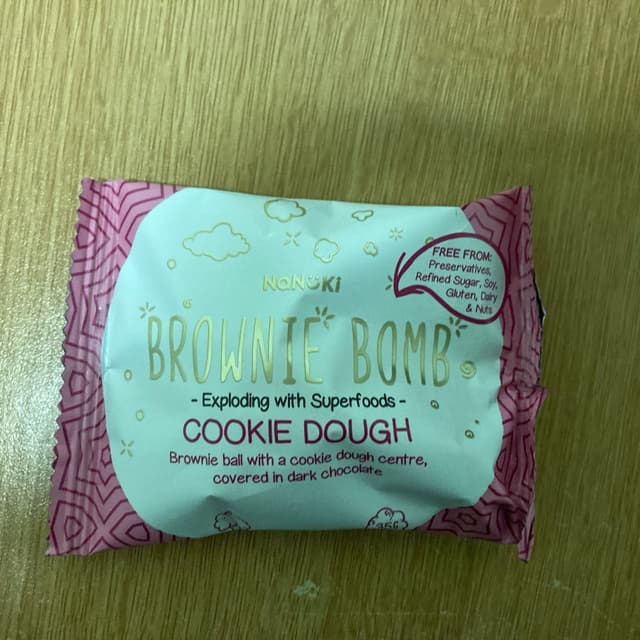 NANUKi
BROWNIE BOMB
- Exploding with Superfoods -
COOKIE DOUGH
Brownie ball with a cookie dough centre,
covered in dark chocolate
FREE FROM:
Preservatives,
Refined Sugar, Soy,
Gluten, Dairy
& Nuts